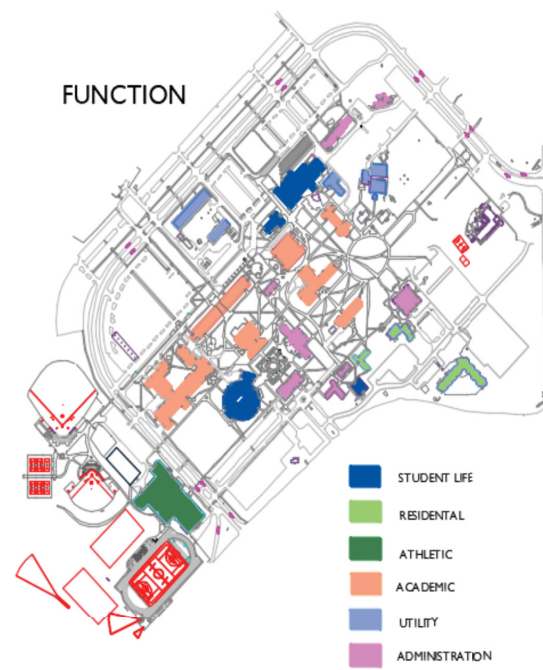 FUNCTION
STUDENT LIFE
RESIDENTAL
ATHLETIC
ACADEMIC
UTILITY
ADMINISTRATION